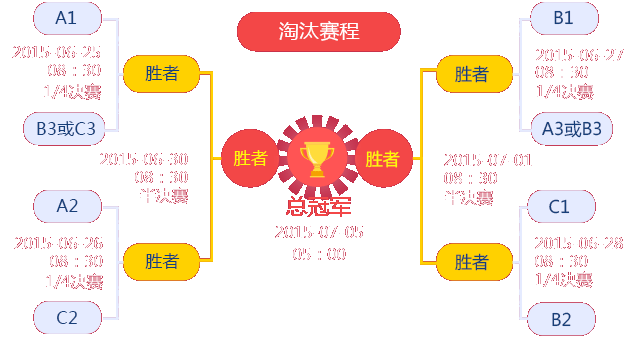 淘汰赛程
A1
2015-06-25
08：30
1/4决赛
B3或C3
胜者
A2
2015-06-26
08：30
1/4决赛
C2
胜者
2015-06-30
08：30
半决赛
胜者
总冠军
2015-07-05
05：00
胜者
2015-07-01
08：30
半决赛
B1
2015-06-27
08：30
1/4决赛
A3或B3
胜者
C1
2015-06-28
08：30
1/4决赛
B2
胜者